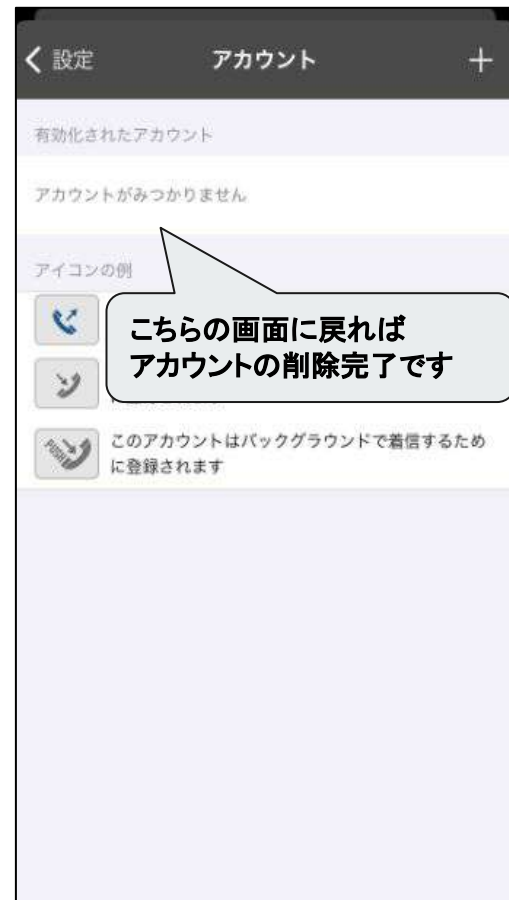 設定
アカウント
有効化されたアカウント
アカウントがみつかりません
アイコンの例
こちらの画面に戻れば
アカウントの削除完了です
このアカウントはバックグラウンドで着信するため
に登録されます
PUSH